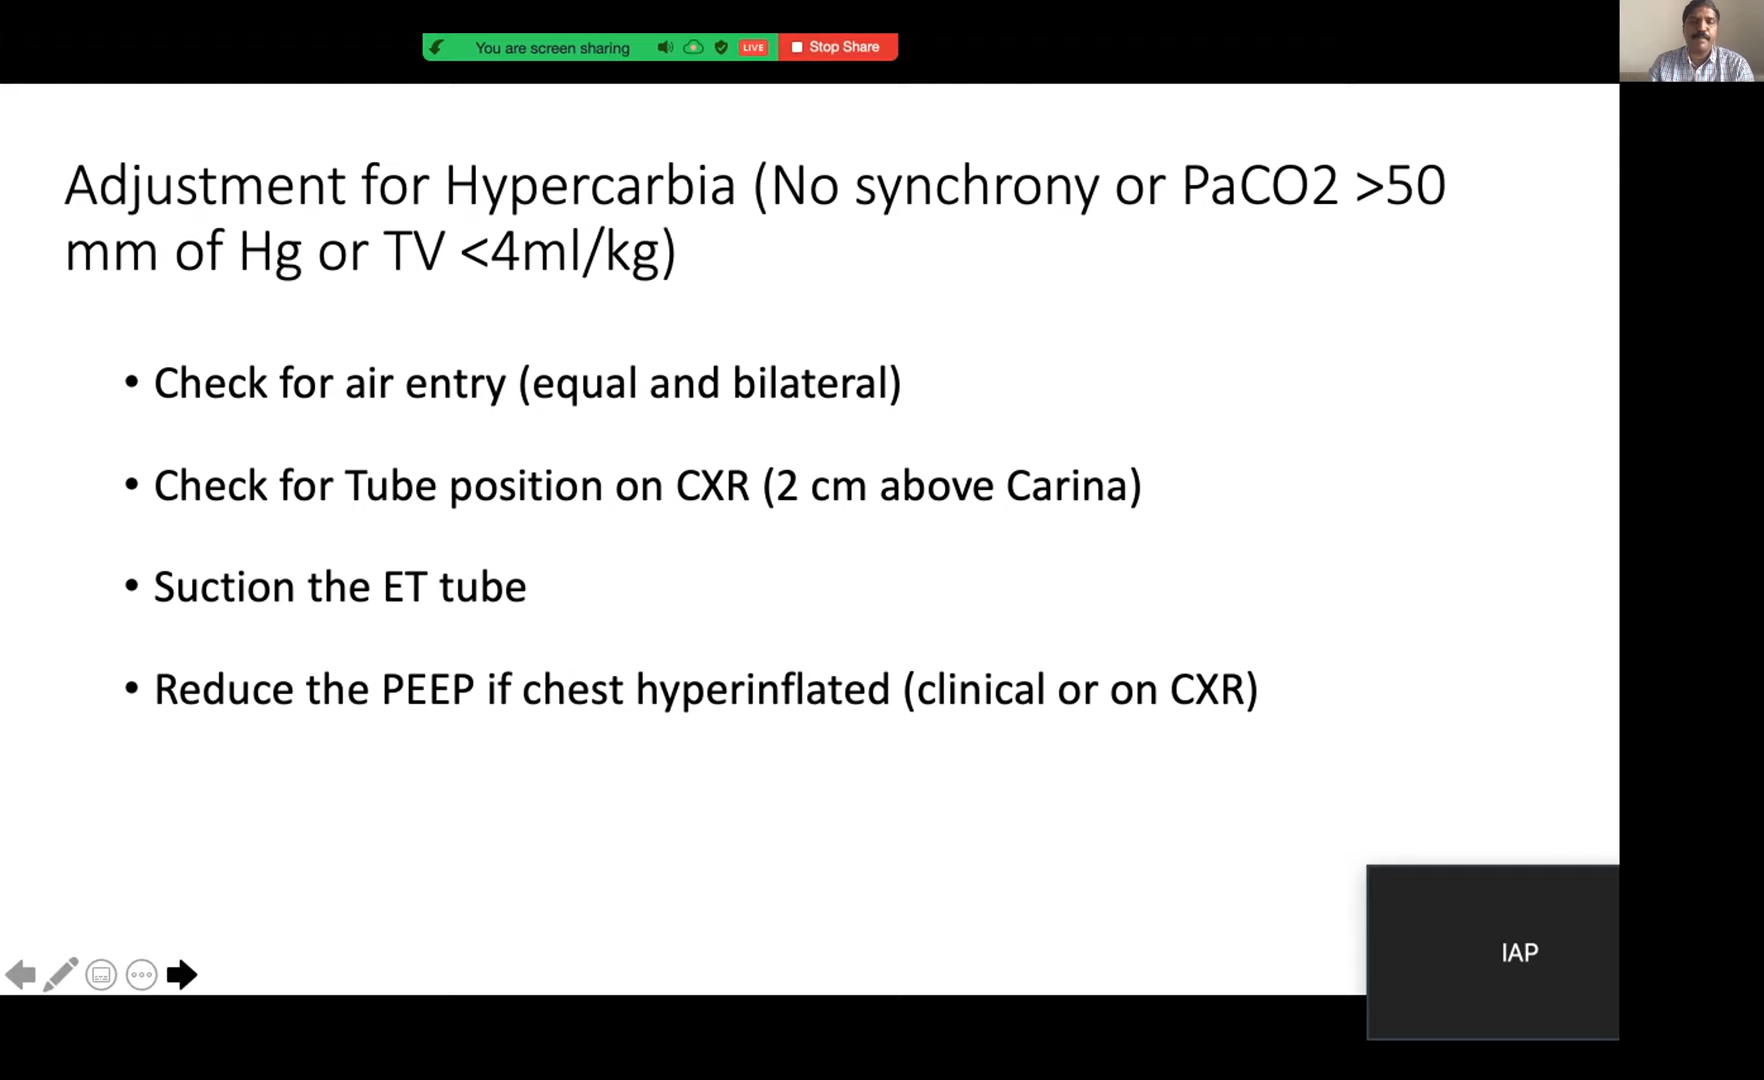 You are screen sharing LIVE Stop Share
Adjustment for Hypercarbia (No synchrony or PaCO2 >50
mm of Hg or TV <4ml/kg)
• Check for air entry (equal and bilateral)
• Check for Tube position on CXR (2 cm above Carina)
• Suction the ET tube
• Reduce the PEEP if chest hyperinflated (clinical or on CXR)
IAP